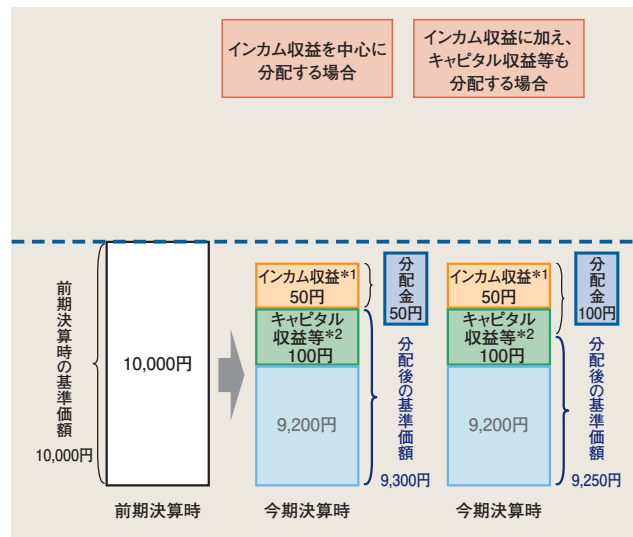 インカム収益を中心に
分配する場合
インカム収益に加え、
キャピタル収益等も
分配する場合
前期決算時の基準価額
10,000円
10,000円
前期決算時
インカム収益*1
50円
キャピタル
収益等*2
100円
9,200円
今期決算時
分配金
50円
分配後の基準価額
9,300円
インカム収益*1
50円
キャピタル
収益等*2
100円
9,200円
今期決算時
分配金
100円
分配後の基準価額
9,250円